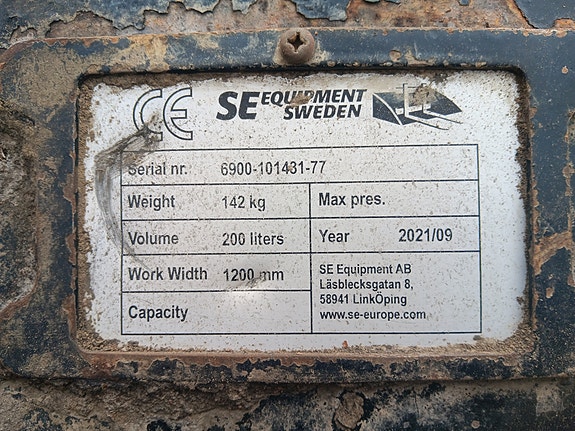 CE SE EQUIPMENT SWEDEN
Serial nr. 6900-101431-77
Weight 142 kg Max pres.
Volume 200 liters Year 2021/09
Work Width 1200 mm
Capacity
SE Equipment AB
Läsblecksgatan 8,
58941 LinkÖping
www.se-europe.com